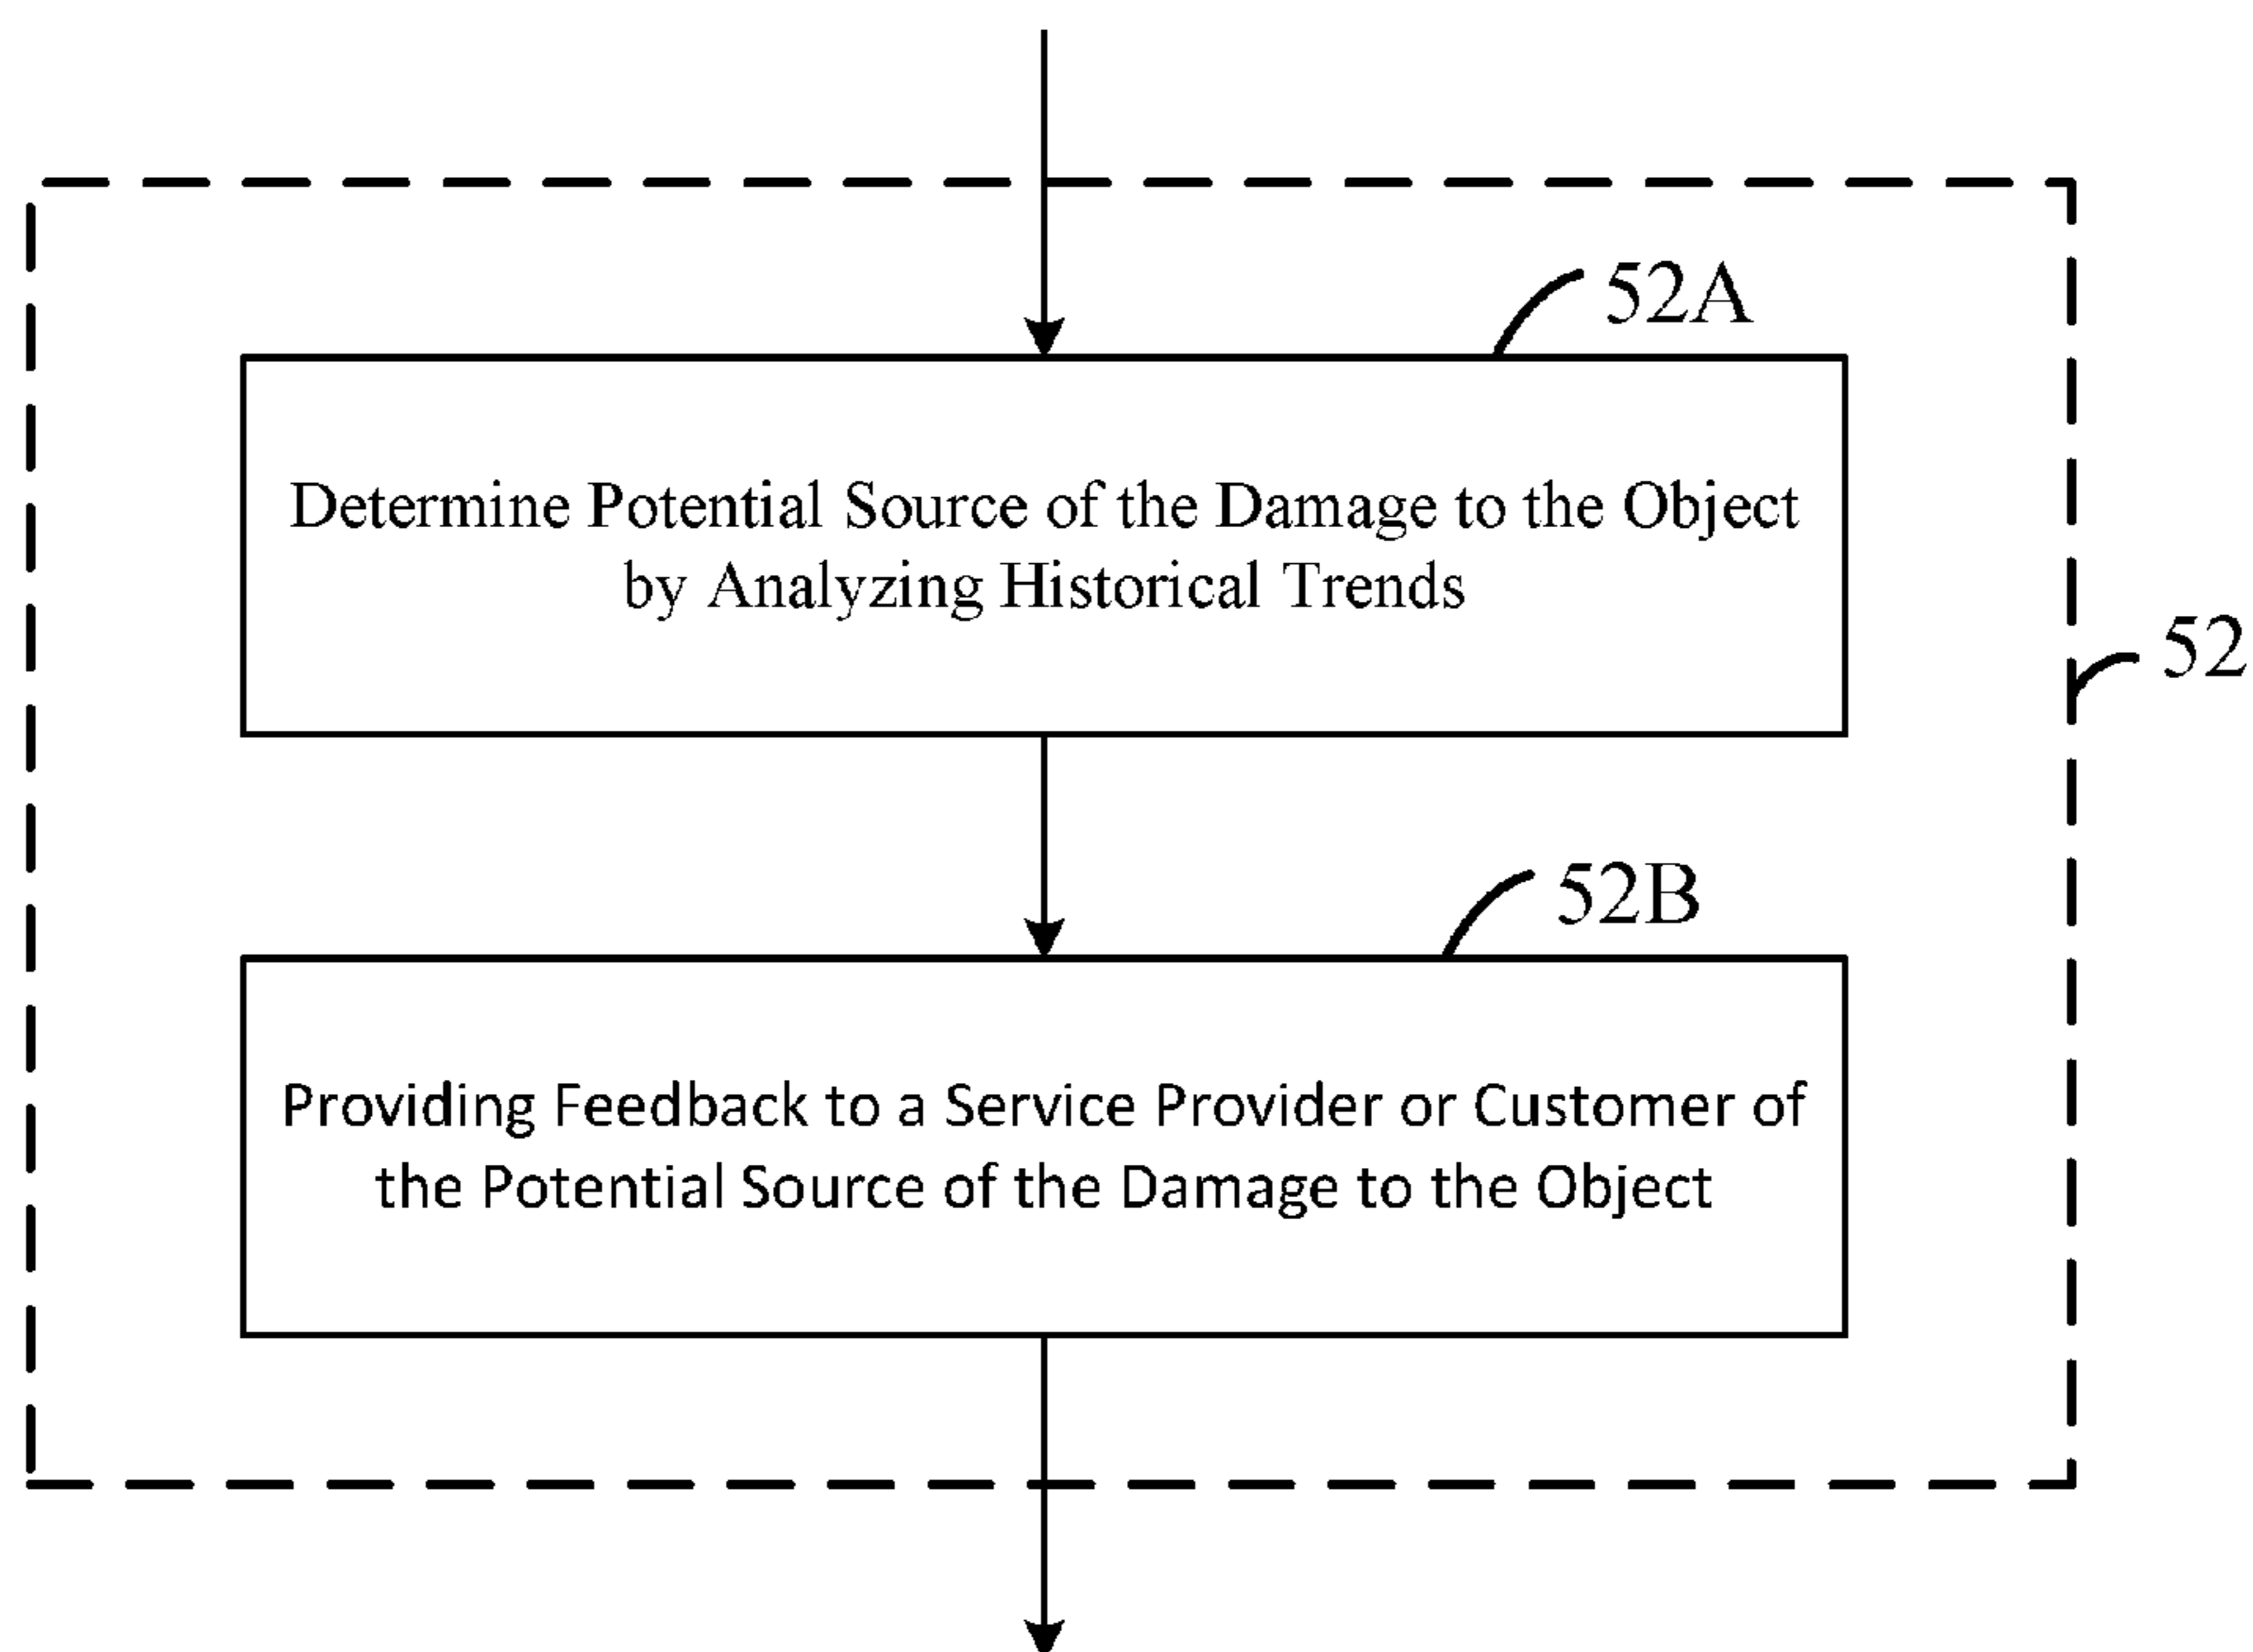 52A
Determine Potential Source of the Damage to the Object
by Analyzing Historical Trends
52
52B
Providing Feedback to a Service Provider or Customer of
the Potential Source of the Damage to the Object